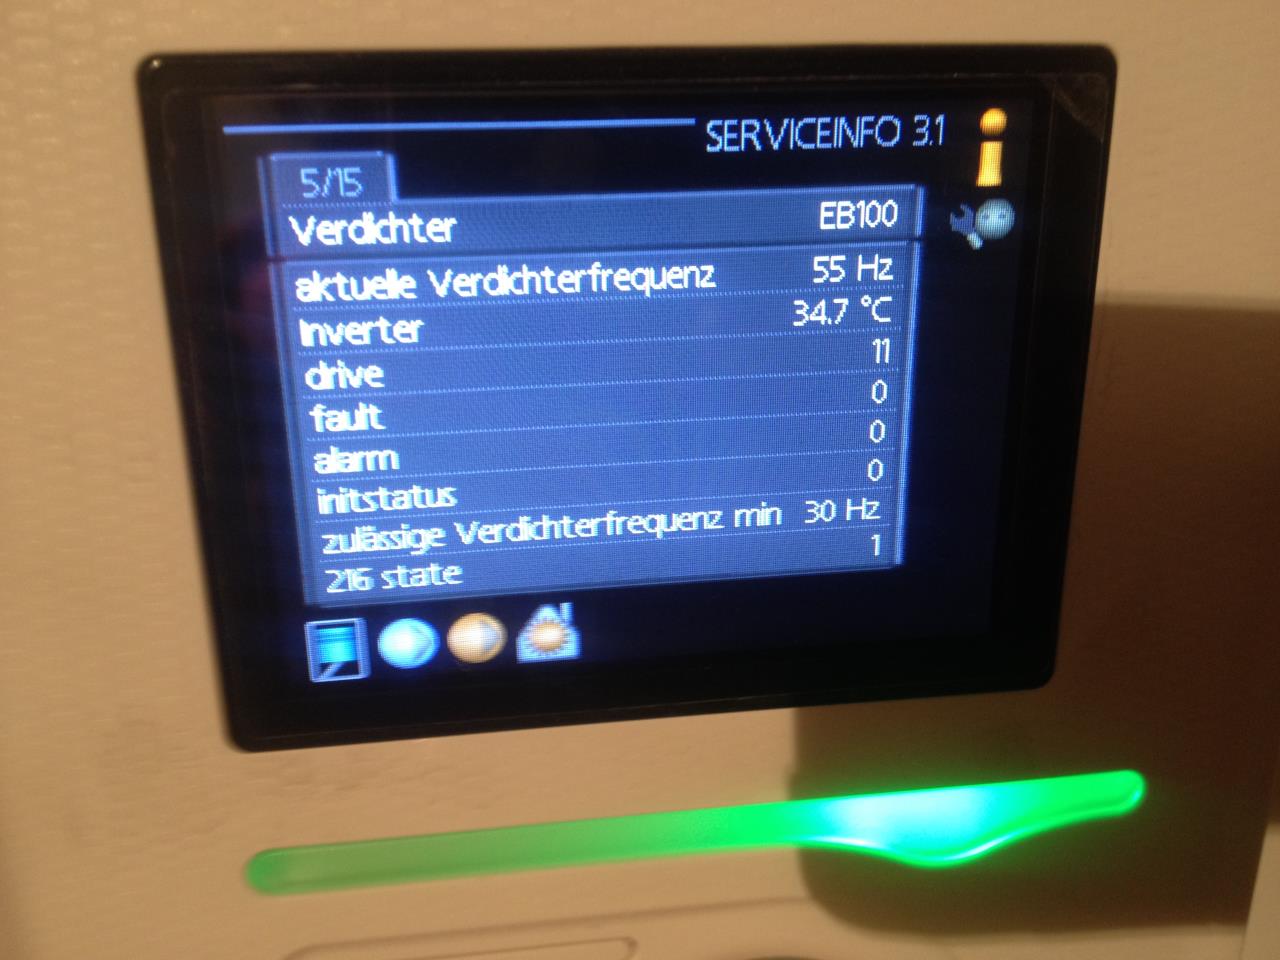 SERVICEINFO 3.1
5/15
Verdichter EB100
aktuelle Verdichterfrequenz 55 Hz
Inverter 34.7 °C
drive 11
fault 0
alarm 0
initstatus 0
zulässige Verdichterfrequenz min 30 Hz
216 state 1